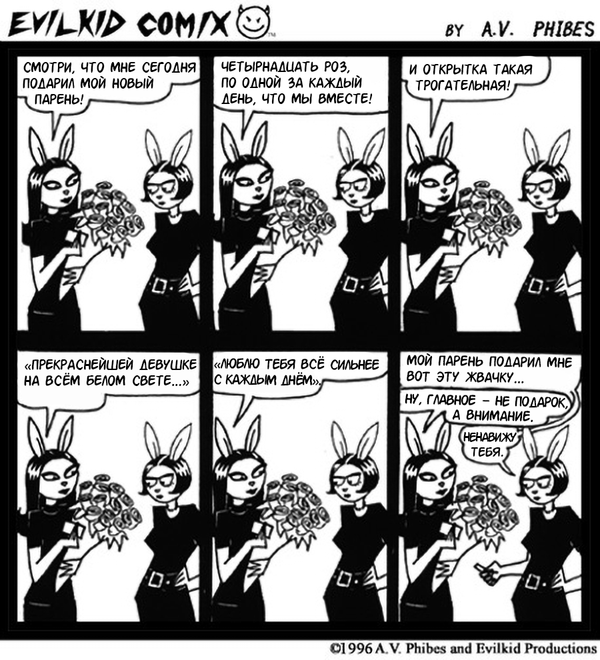 EVILKID COMIX
TM
BY A.V. PHIBES
СМОТРИ, ЧТО МНЕ СЕГОДНЯ
ПОДАРИЛ МОЙ НОВЫЙ
ПАРЕНЬ!
ЧЕТЫРНАДЦАТЬ РОЗ,
ПО ОДНОЙ ЗА КАЖДЫЙ
ДЕНЬ, ЧТО МЫ ВМЕСТЕ!
И ОТКРЫТКА ТАКАЯ
ТРОГАТЕЛЬНАЯ!
«ПРЕКРАСНЕЙШЕЙ ДЕВУШКЕ
НА ВСЁМ БЕЛОМ СВЕТЕ...»
«ЛЮБЛЮ ТЕБЯ ВСЁ СИЛЬНЕЕ
С КАЖДЫМ ДНЁМ»
МОЙ ПАРЕНЬ ПОДАРИЛ МНЕ
ВОТ ЭТУ ЖВАЧКУ...
НУ, ГЛАВНОЕ – НЕ ПОДАРОК,
А ВНИМАНИЕ.
НЕНАВИЖУ
ТЕБЯ.
©1996 A.V. Phibes and Evilkid Productions